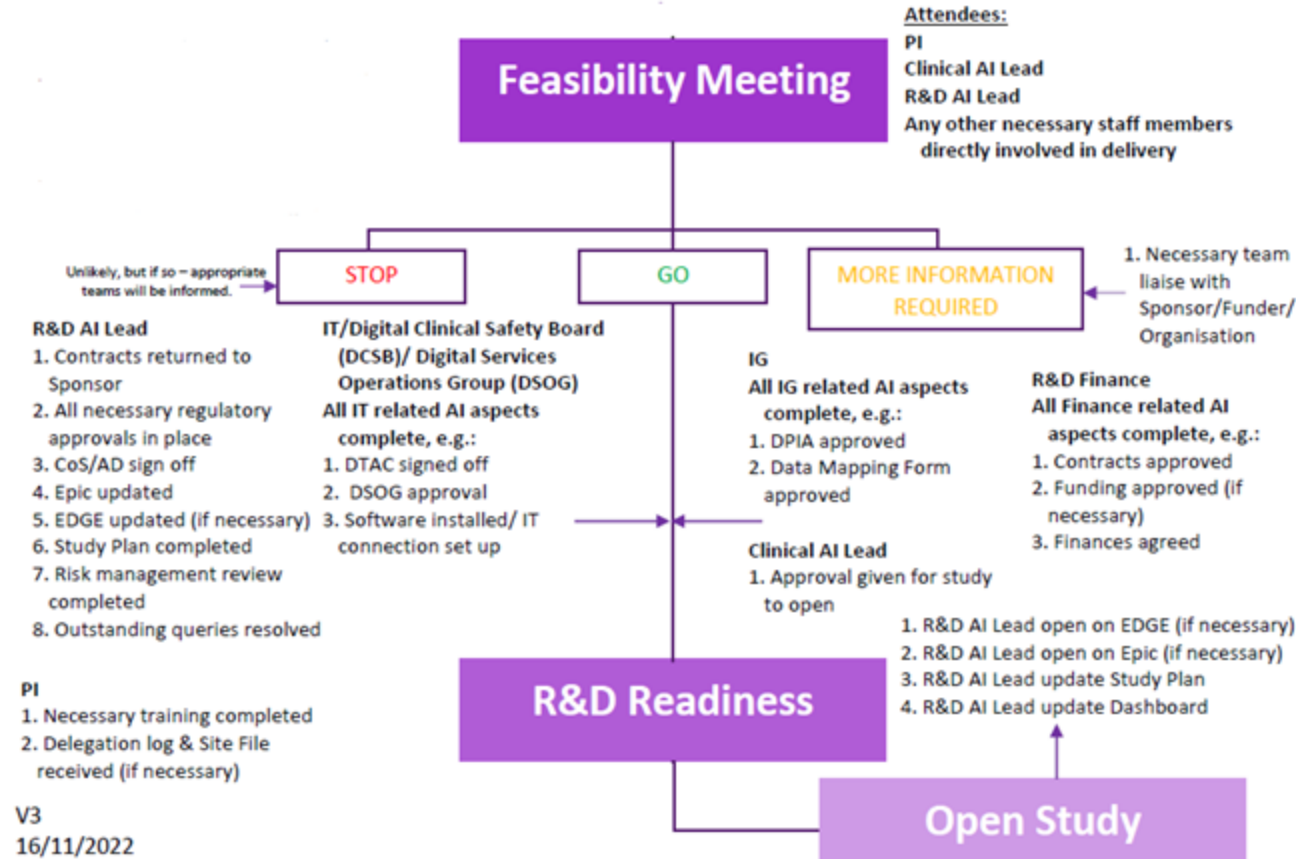 Attendees:
PI
Clinical AI Lead
R&D AI Lead
Any other necessary staff members
directly involved in delivery
Feasibility Meeting
Unlikely, but if so – appropriate
teams will be informed.
STOP
GO
MORE INFORMATION
REQUIRED
1. Necessary team
liaise with
Sponsor/Funder/
Organisation
R&D AI Lead
1. Contracts returned to
Sponsor
2. All necessary regulatory
approvals in place
3. CoS/AD sign off
4. Epic updated
5. EDGE updated (if necessary)
6. Study Plan completed
7. Risk management review
completed
8. Outstanding queries resolved
IT/Digital Clinical Safety Board
(DCSB)/ Digital Services
Operations Group (DSOG)
All IT related AI aspects
complete, e.g.:
1. DTAC signed off
2. DSOG approval
3. Software installed/ IT
connection set up
IG
All IG related AI aspects
complete, e.g.:
1. DPIA approved
2. Data Mapping Form
approved
Clinical AI Lead
1. Approval given for study
to open
R&D Finance
All Finance related AI
aspects complete, e.g.:
1. Contracts approved
2. Funding approved (if
necessary)
3. Finances agreed
PI
1. Necessary training completed
2. Delegation log & Site File
received (if necessary)
R&D Readiness
1. R&D AI Lead open on EDGE (if necessary)
2. R&D AI Lead open on Epic (if necessary)
3. R&D AI Lead update Study Plan
4. R&D AI Lead update Dashboard
Open Study
V3
16/11/2022